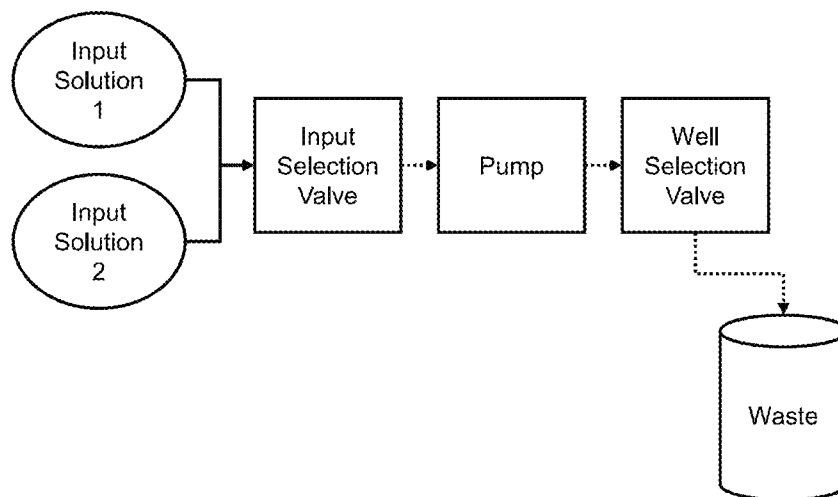 Input
Solution
1
Input
Solution
2
Input
Selection
Valve
Pump
Well
Selection
Valve
Waste